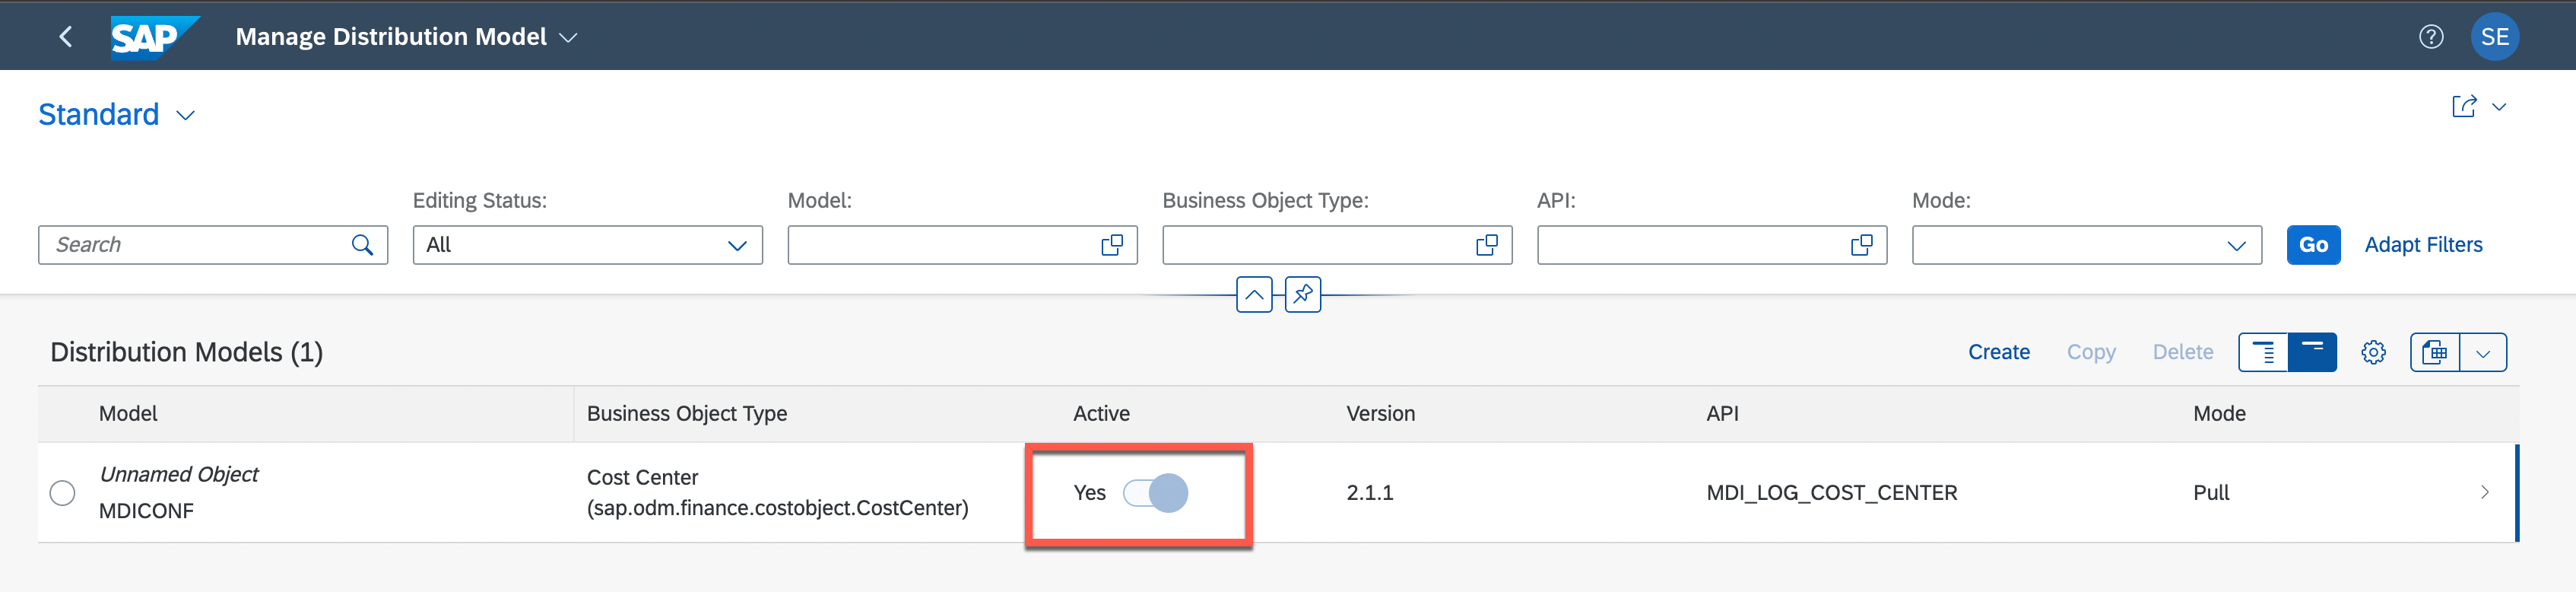 SAP Manage Distribution Model SE
Standard
Editing Status: Model: Business Object Type: API: Mode:
Search All Go Adapt Filters
Distribution Models (1) Create Copy Delete
Model Business Object Type Active Version API Mode
Unnamed Object
MDICONF
Cost Center
(sap.odm.finance.costobject.CostCenter)
Yes 2.1.1 MDI_LOG_COST_CENTER Pull